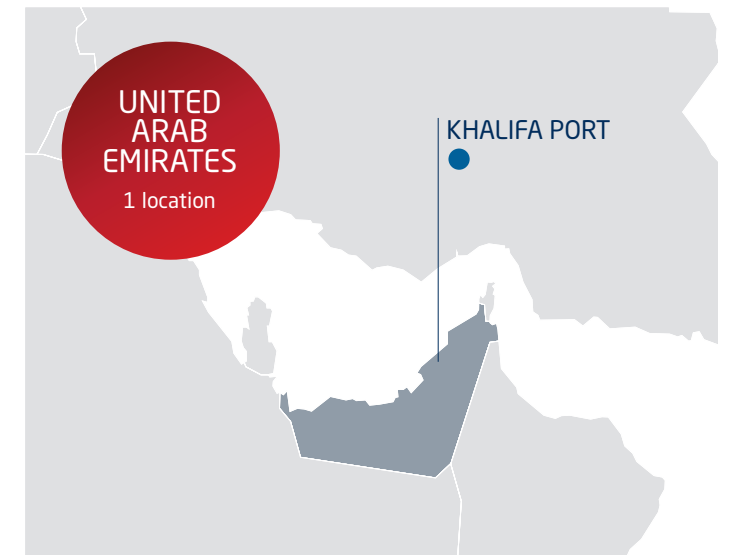 UNITED
ARAB
EMIRATES
1 location
KHALIFA PORT